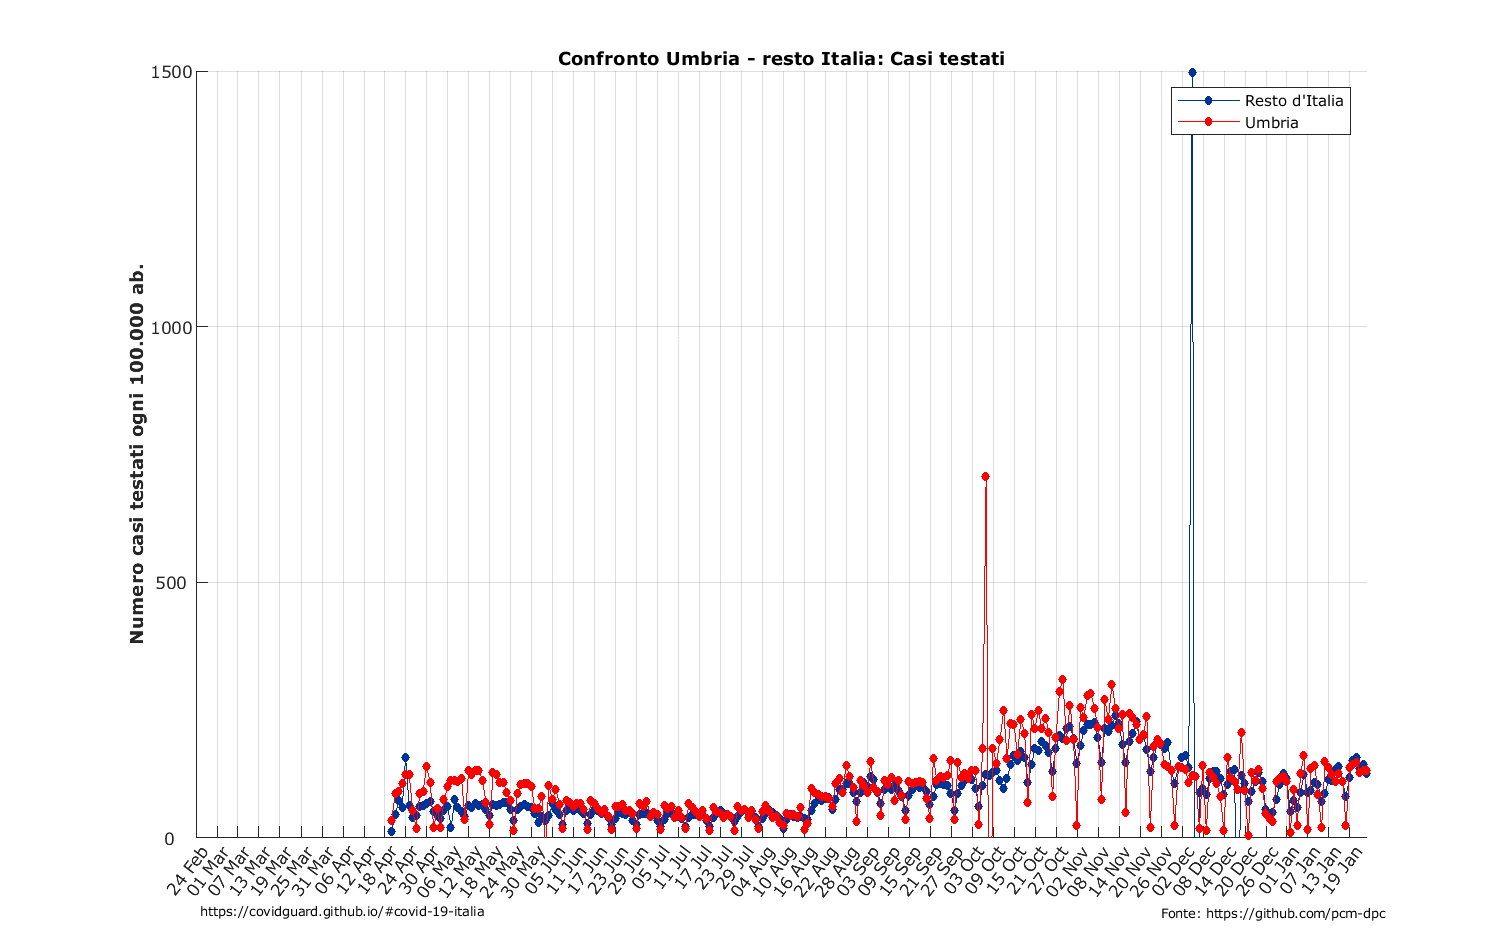 Confronto Umbria - resto Italia: Casi testati
Resto d'Italia
Umbria
Numero casi testati ogni 100.000 ab.
1500
1000
500
0
24 Feb
01 Mar
07 Mar
13 Mar
19 Mar
25 Mar
31 Mar
06 Apr
12 Apr
18 Apr
24 Apr
30 Apr
06 May
12 May
18 May
24 May
30 May
05 Jun
11 Jun
17 Jun
23 Jun
29 Jun
05 Jul
11 Jul
17 Jul
23 Jul
29 Jul
04 Aug
10 Aug
16 Aug
22 Aug
28 Aug
03 Sep
09 Sep
15 Sep
21 Sep
27 Sep
03 Oct
09 Oct
15 Oct
21 Oct
27 Oct
02 Nov
08 Nov
14 Nov
20 Nov
26 Nov
02 Dec
08 Dec
14 Dec
20 Dec
26 Dec
01 Jan
07 Jan
13 Jan
19 Jan
https://covidguard.github.io/#covid-19-italia
Fonte: https://github.com/pcm-dpc